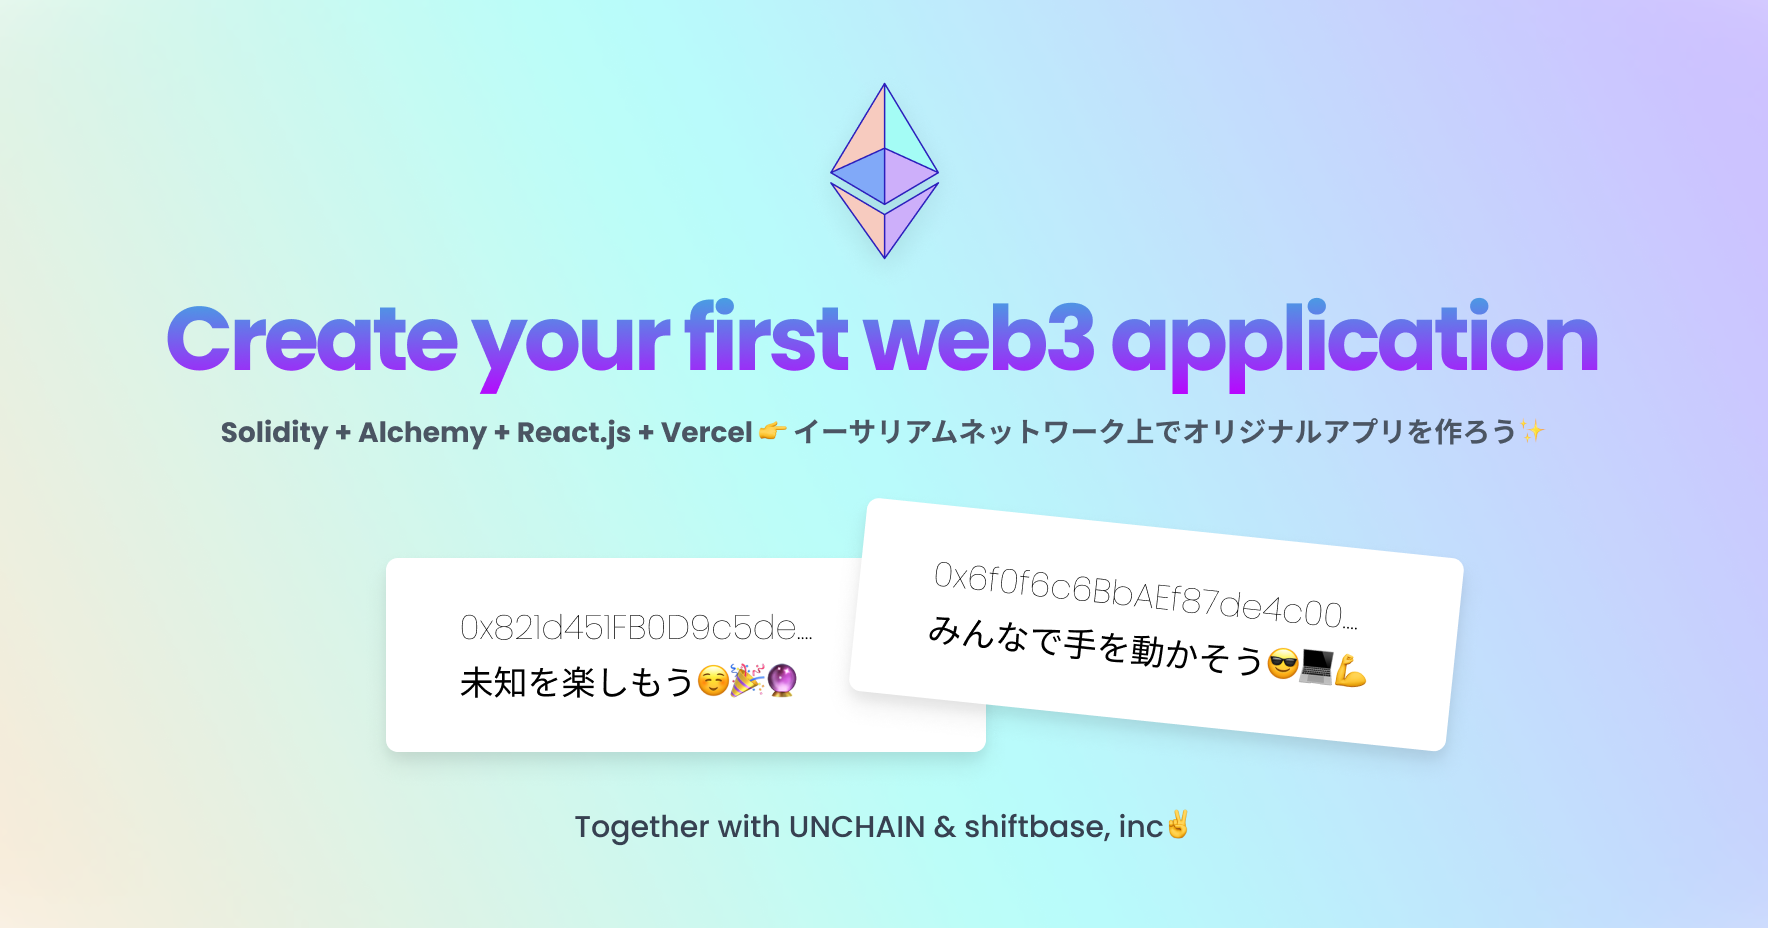 Create your first web3 application
Solidity + Alchemy + React.js + Vercel 👉 イーサリアムネットワーク上でオリジナルアプリを作ろう✨
0x821d451FB0D9c5de...
未知を楽しもう☺️🎉🔮
0x6f0f6c6BbAEf87de4c00...
みんなで手を動かそう😎💻💪
Together with UNCHAIN & shiftbase, inc✌️